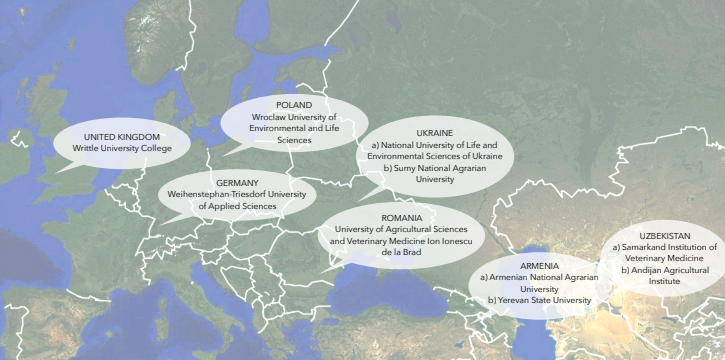 POLAND
Wroclaw University of
Environmental and Life
Sciences
UNITED KINGDOM
Writtle University College
UKRAINE
a) National University of Life and
Environmental Sciences of Ukraine
b) Sumy National Agrarian
University
GERMANY
Weihenstephan-Triesdorf University
of Applied Sciences
ROMANIA
University of Agricultural Sciences
and Veterinary Medicine Ion Ionescu
de la Brad
UZBEKISTAN
a) Samarkand Institution of
Veterinary Medicine
b) Andijan Agricultural
Institute
ARMENIA
a) Armenian National Agrarian
University
b) Yerevan State University